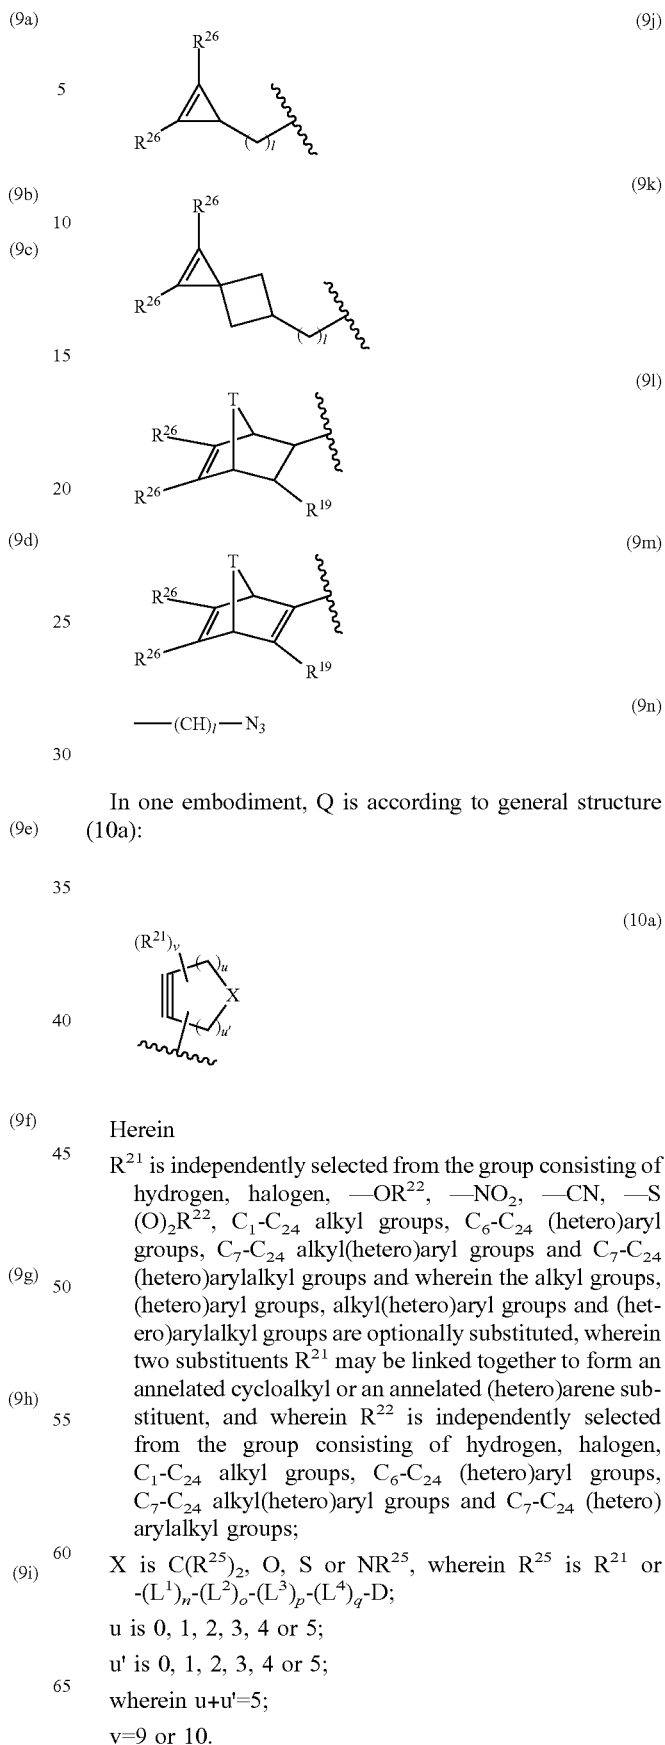 (9a)
(9j)
R26
5
R26
( )l
(9k)
(9b)
R26
10
(9c)
R26
( )l
15
(9l)
T
R26
20
R26
R19
(9d)
(9m)
T
R26
25
R26
R19
(9n)
—(CH)l—N3
30
In one embodiment, Q is according to general structure
(9e)
(10a):
35
(10a)
(R21)v
( )u
X
40
( )u'
(9f)
Herein
45
R21 is independently selected from the group consisting of
hydrogen, halogen, —OR22, —NO2, —CN, —S
(O)2R22, C1-C24 alkyl groups, C6-C24 (hetero)aryl
groups, C7-C24 alkyl(hetero)aryl groups and C7-C24
(9g)
50
(hetero)arylalkyl groups and wherein the alkyl groups,
(hetero)aryl groups, alkyl(hetero)aryl groups and (het-
ero)arylalkyl groups are optionally substituted, wherein
two substituents R21 may be linked together to form an
annelated cycloalkyl or an annelated (hetero)arene sub-
(9h)
55
stituent, and wherein R22 is independently selected
from the group consisting of hydrogen, halogen,
C1-C24 alkyl groups, C6-C24 (hetero)aryl groups,
C7-C24 alkyl(hetero)aryl groups and C7-C24 (hetero)
arylalkyl groups;
60
(9i)
X is C(R25)2, O, S or NR25, wherein R25 is R21 or
-(L1)n-(L2)o-(L3)p-(L4)q-D;
u is 0, 1, 2, 3, 4 or 5;
u' is 0, 1, 2, 3, 4 or 5;
65
wherein u+u'=5;
v=9 or 10.